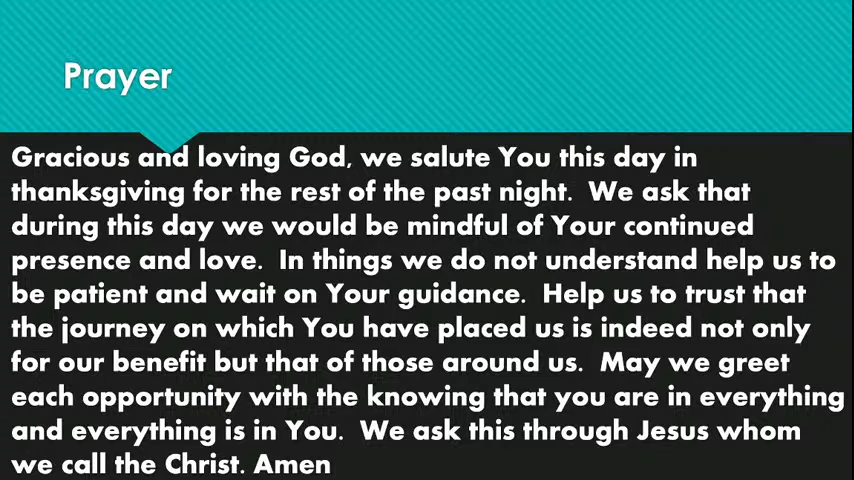 Prayer
Gracious and loving God, we salute You this day in
thanksgiving for the rest of the past night.  We ask that
during this day we would be mindful of Your continued
presence and love.  In things we do not understand help us to
be patient and wait on Your guidance.  Help us to trust that
the journey on which You have placed us is indeed not only
for our benefit but that of those around us.  May we greet
each opportunity with the knowing that you are in everything
and everything is in You.  We ask this through Jesus whom
we call the Christ. Amen